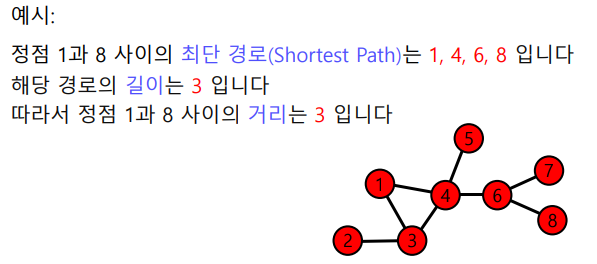 예시:
정점 1과 8 사이의 최단 경로(Shortest Path)는 1, 4, 6, 8 입니다
해당 경로의 길이는 3 입니다
따라서 정점 1과 8 사이의 거리는 3 입니다
5
1
7
4
6
8
2
3